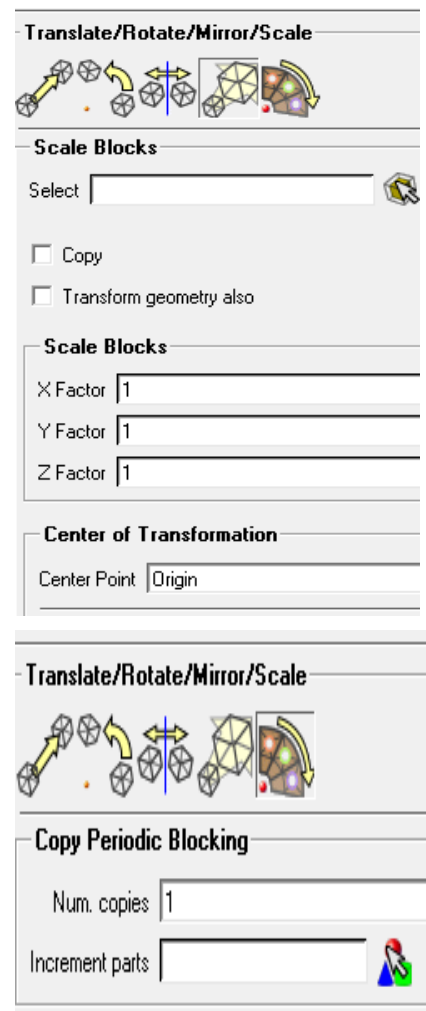 Translate/Rotate/Mirror/Scale
Scale Blocks
Select
Copy
Transform geometry also
Scale Blocks
X Factor 1
Y Factor 1
Z Factor 1
Center of Transformation
Center Point Origin
Translate/Rotate/Mirror/Scale
Copy Periodic Blocking
Num. copies 1
Increment parts